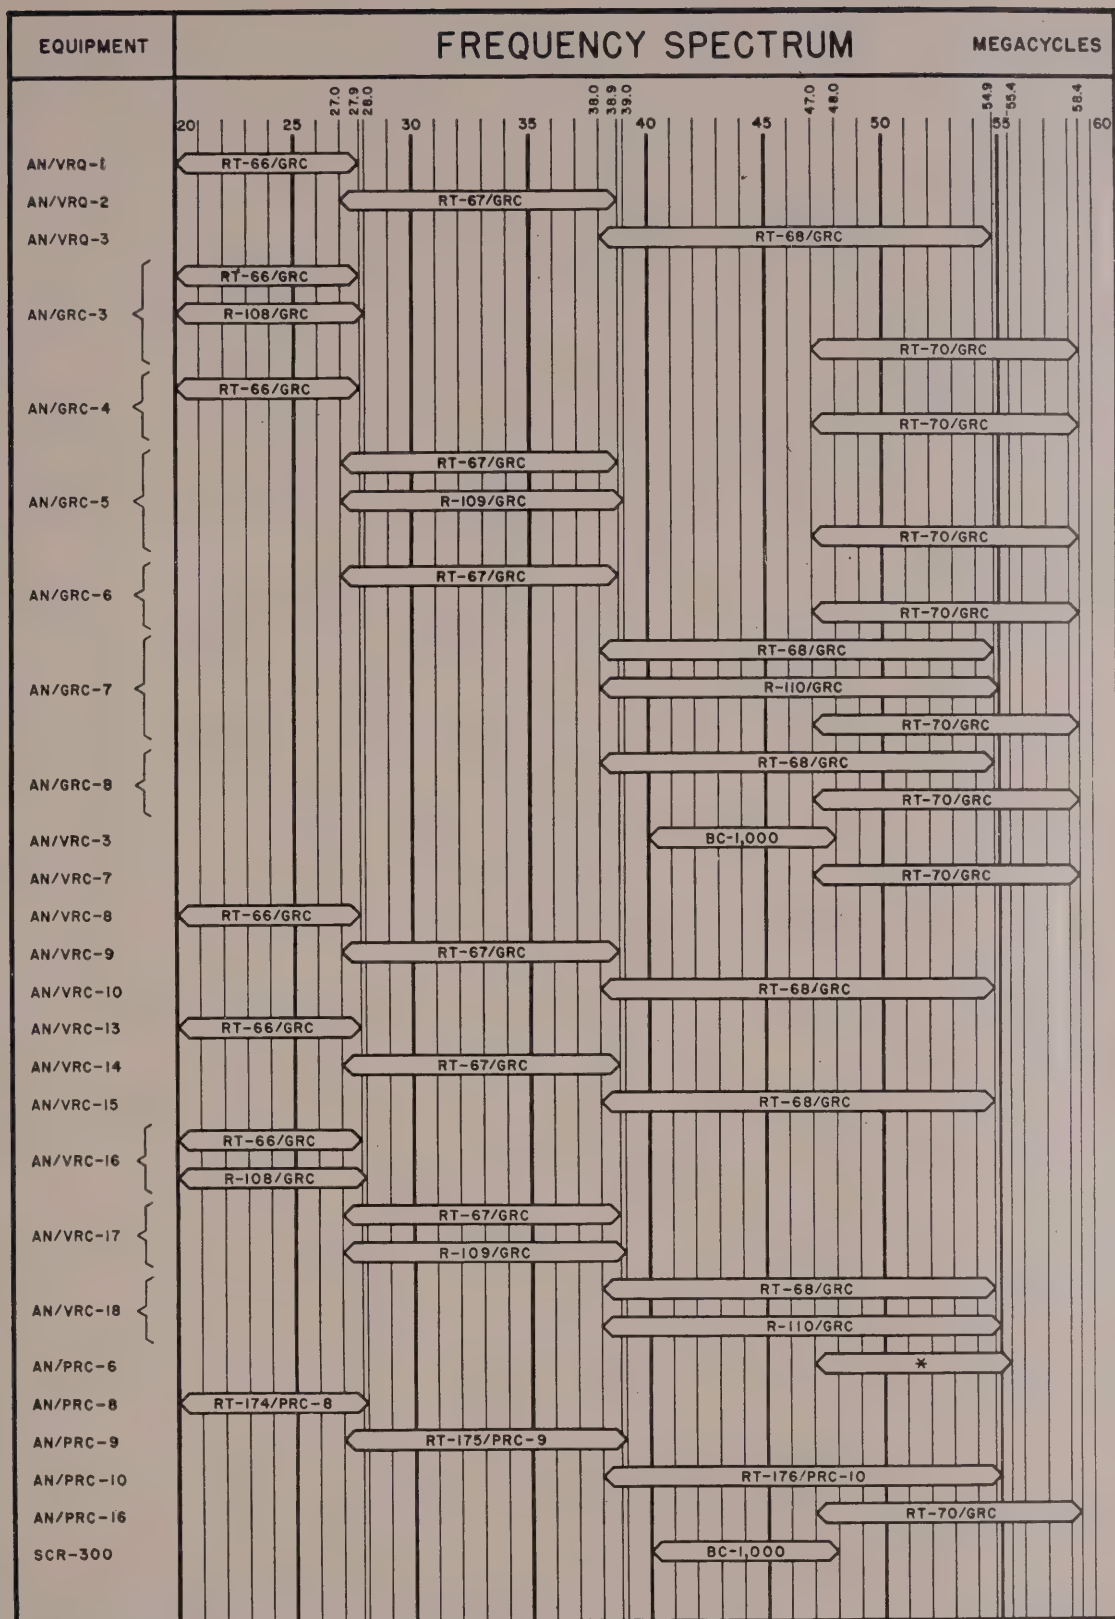 EQUIPMENT FREQUENCY SPECTRUM MEGACYCLES
27.0 27.9 28.0 38.0 38.9 39.0 47.0 48.0 54.9 55.4 58.4
20 25 30 35 40 45 50 55 60
AN/VRQ-1 RT-66/GRC
AN/VRQ-2 RT-67/GRC
AN/VRQ-3 RT-68/GRC
RT-66/GRC
AN/GRC-3 R-108/GRC
RT-70/GRC
RT-66/GRC
AN/GRC-4
RT-70/GRC
RT-67/GRC
AN/GRC-5 R-109/GRC
RT-70/GRC
RT-67/GRC
AN/GRC-6
RT-70/GRC
RT-68/GRC
AN/GRC-7 R-110/GRC
RT-70/GRC
RT-68/GRC
AN/GRC-8
RT-70/GRC
AN/VRC-3 BC-1,000
AN/VRC-7 RT-70/GRC
AN/VRC-8 RT-66/GRC
AN/VRC-9 RT-67/GRC
AN/VRC-10 RT-68/GRC
AN/VRC-13 RT-66/GRC
AN/VRC-14 RT-67/GRC
AN/VRC-15 RT-68/GRC
RT-66/GRC
AN/VRC-16
R-108/GRC
RT-67/GRC
AN/VRC-17
R-109/GRC
RT-68/GRC
AN/VRC-18
R-110/GRC
AN/PRC-6 *
AN/PRC-8 RT-174/PRC-8
AN/PRC-9 RT-175/PRC-9
AN/PRC-10 RT-176/PRC-10
AN/PRC-16 RT-70/GRC
SCR-300 BC-1,000